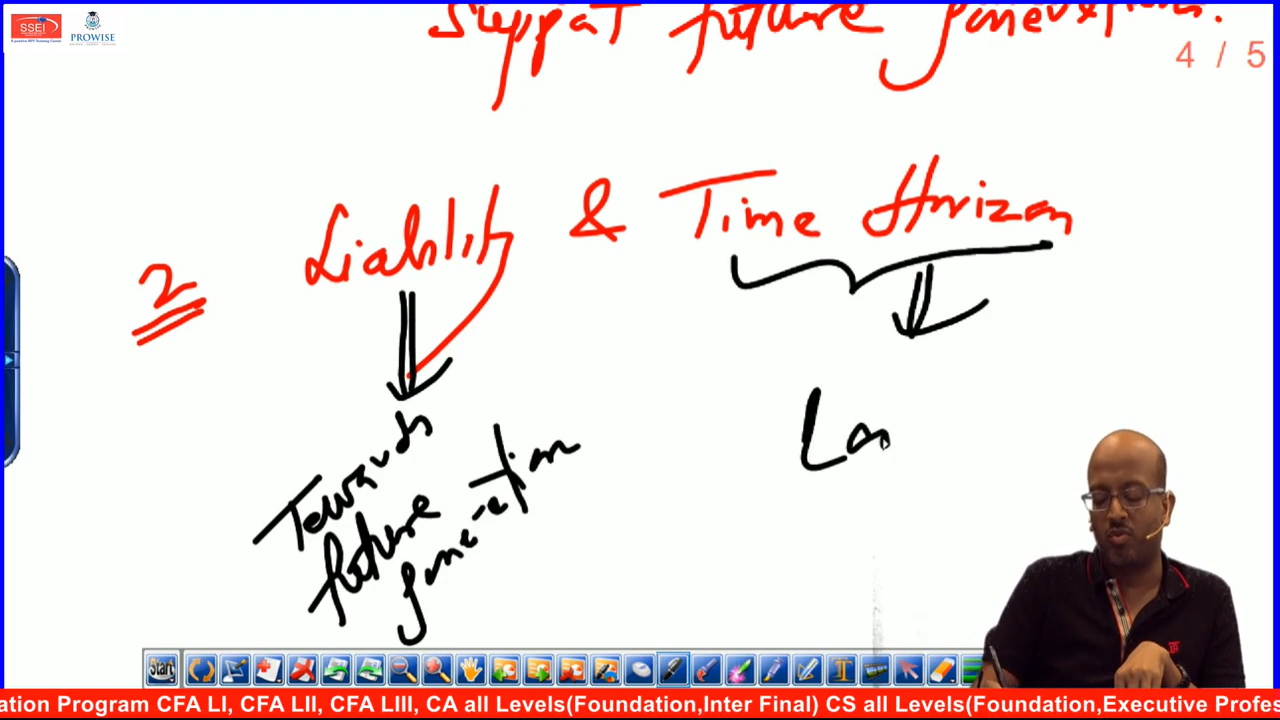 SSEI
PROWISE
Support future generations.
4 / 5
2 Liability & Time Horizon
Towards
future
generation
Lon
ation Program CFA LI, CFA LII, CFA LIII, CA all Levels(Foundation,Inter Final) CS all Levels(Foundation,Executive Profes
Start